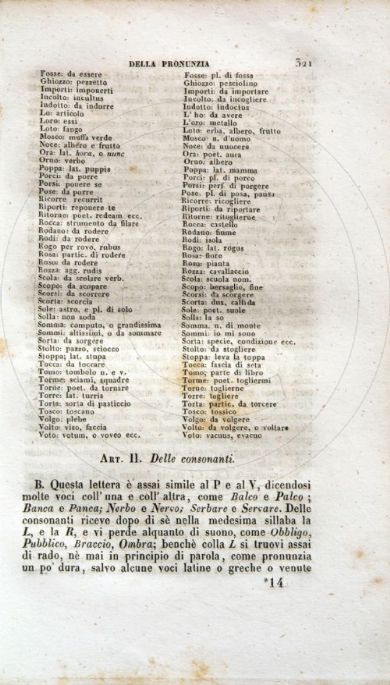 DELLA PRONUNZIA 321
Fosse: da essere Fosse: pl. di fossa
Ghiozzo: pezzetto Ghiozzo: pesciolino
Importi: imponerti Importi: da importare
Incolto: incultus Incolto: da incogliere
Indotto: da indurre Indotto: indoctus
Lo: articolo L' ho: da avere
Loro: essi L'oro: metallo
Loto: fango Loto: erba, albero, frutto
Mosco: muffa verde Mosco: n. d'uomo
Noce: albero e frutto Noce: da nuocere
Ora: lat. hora, o nunc Ora: poet. aura
Orno: verbo Orno: albero
Poppa: lat. puppis Poppa: lat. mamma
Porci: da porre Porci: pl. di porco
Porsi: ponere se Porsi: perf. di porgere
Pose: da porre Pose: pl. di posa, pausa
Ricorre: recurrit Ricorre: ricogliere
Riporti: reponere te Riporti: da riportare
Ritorno: poet. redeam ecc. Ritorne: ritoglierne
Rocca: strumento da filare Rocca: castello
Rodano: da rodere Rodano: fiume
Rodi: da rodere Rodi: isola
Rogo per rovo, rubus Rogo: lat. rogus
Rosa: partic. di rodere Rosa: fiore
Roso: da rodere Rosa: pianta
Rozza: agg. rudis Rozza: cavallaccio
Scola: da scolare verb. Scola: scuola nom.
Scopo: da scopare Scopo: bersaglio, fine
Scorsi: da scorrere Scorsi: da scorgere
Scorta: scorcia Scorta: dux, callida
Sole: astro, e pl. di solo Sole: poet. suole
Solla: non soda Solla: la so
Somma: computo, o grandissima Somma. n. di monte
Sommi: altissimi, o da sommare Sommi: io mi sono
Sorta: da sorgere Sorta: specie, condizione ecc.
Stolto: pazzo, sciocco Stolto: da stogliere
Stoppa; lat. stupa Stoppa: leva la toppa
Tocca: da toccare Tocca: fascia di seta
Tomo: tombolo n. e v. Tomo; parte di libro
Torme: sciami, squadre Torme: poet. togliermi
Torne: poet. da tornare Torne: toglierne
Torre: lat. turris Torre: togliere
Torta: sorta di pasticcio Torta: partic. da torcere
Tosco: toscano Tosco: tossico
Volgo: plebe Volgo: da volgere
Volto: viso, faccia Volto: da volgere, o voltare
Voto: votum, o voveo ecc. Voto: vacuus, evacuo
ART. II. Delle consonanti.
B. Questa lettera è assai simile al P e al V, dicendosi
molte voci coll'una e coll' altra, come Balco e Palco ;
Banca e Panca; Nerbo e Nervo; Serbare e Servare. Delle
consonanti riceve dopo di sè nella medesima sillaba la
L, e la R, e vi perde alquanto di suono, come Obbligo,
Pubblico, Braccio, Ombra; benchè colla L si truovi assai
di rado, nè mai in principio di parola, come pronunzia
un po' dura, salvo alcune voci latine o greche o venute
*14